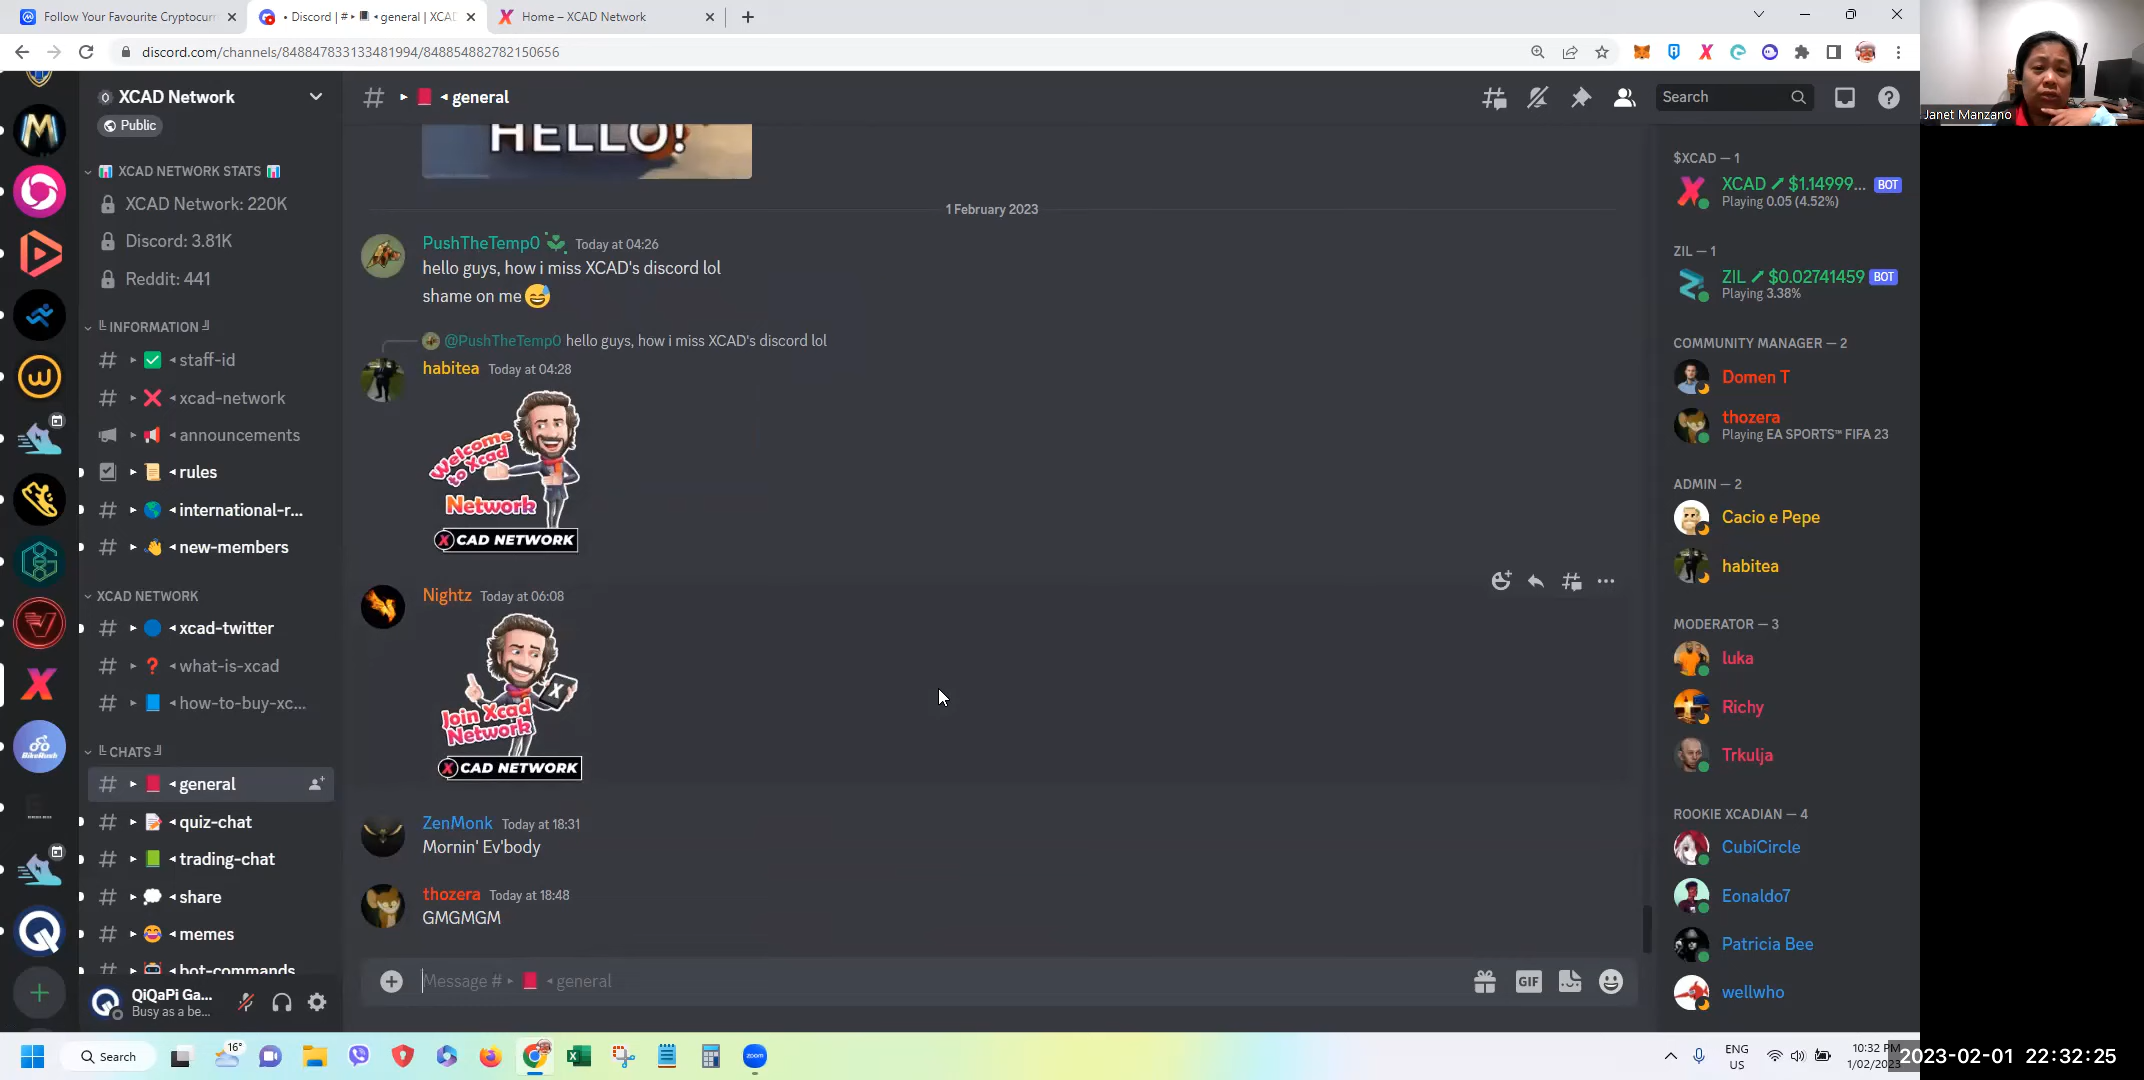 Follow Your Favourite Cryptocurr
• Discord | # ▸ ◂ general | XCAD
Home – XCAD Network
discord.com/channels/848847833133481994/848854882782150656
XCAD Network
Public
XCAD NETWORK STATS
XCAD Network: 220K
Discord: 3.81K
Reddit: 441
INFORMATION
staff-id
xcad-network
announcements
rules
international-r...
new-members
XCAD NETWORK
xcad-twitter
what-is-xcad
how-to-buy-xc...
CHATS
general
quiz-chat
trading-chat
share
memes
bot-commands
QiQaPi Ga...
Busy as a be...
general
Search
HELLO!
1 February 2023
PushTheTemp0 Today at 04:26
hello guys, how i miss XCAD's discord lol
shame on me
@PushTheTemp0 hello guys, how i miss XCAD's discord lol
habitea Today at 04:28
Welcome
to Xcad
Network
XCAD NETWORK
Nightz Today at 06:08
Join Xcad
Network
XCAD NETWORK
ZenMonk Today at 18:31
Mornin' Ev'body
thozera Today at 18:48
GMGMGM
Message # ▸ ◂ general
GIF
$XCAD — 1
XCAD ➚ $1.14999... BOT
Playing 0.05 (4.52%)
ZIL — 1
ZIL ➚ $0.02741459 BOT
Playing 3.38%
COMMUNITY MANAGER — 2
Domen T
thozera
Playing EA SPORTS™ FIFA 23
ADMIN — 2
Cacio e Pepe
habitea
MODERATOR — 3
luka
Richy
Trkulja
ROOKIE XCADIAN — 4
CubiCircle
Eonaldo7
Patricia Bee
wellwho
Janet Manzano
Search
16°
zoom
ENG
US
10:32 PM
1/02/2023
2023-02-01 22:32:25